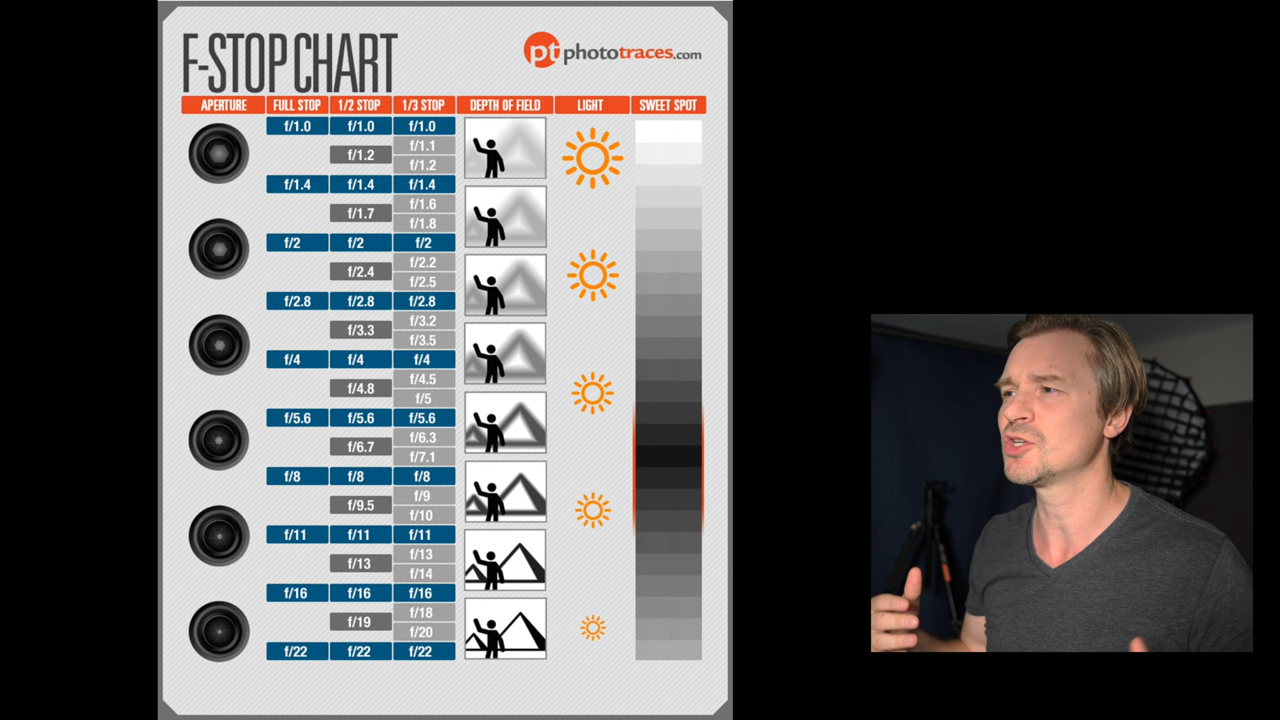 F-STOP CHART
pt phototraces.com
APERTURE FULL STOP 1/2 STOP 1/3 STOP DEPTH OF FIELD LIGHT SWEET SPOT
f/1.0 f/1.0 f/1.0
f/1.1
f/1.2
f/1.2
f/1.4 f/1.4 f/1.4
f/1.6
f/1.7
f/1.8
f/2 f/2 f/2
f/2.2
f/2.4
f/2.5
f/2.8 f/2.8 f/2.8
f/3.2
f/3.3
f/3.5
f/4 f/4 f/4
f/4.5
f/4.8
f/5
f/5.6 f/5.6 f/5.6
f/6.3
f/6.7
f/7.1
f/8 f/8 f/8
f/9
f/9.5
f/10
f/11 f/11 f/11
f/13
f/13
f/14
f/16 f/16 f/16
f/18
f/19
f/20
f/22 f/22 f/22